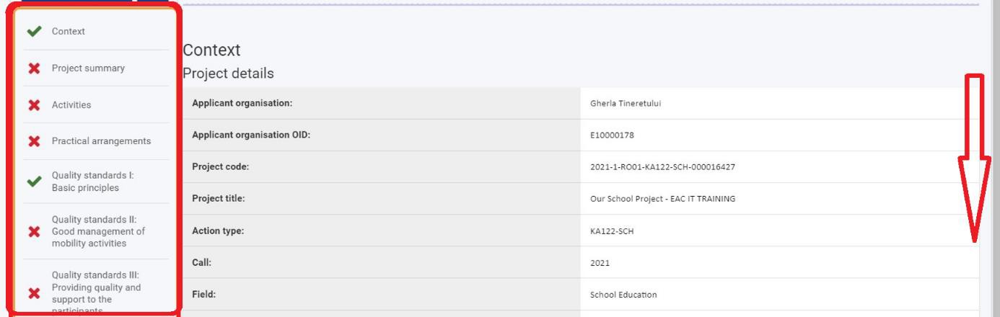 Context
Project summary
Activities
Practical arrangements
Quality standards I:
Basic principles
Quality standards II:
Good management of
mobility activities
Quality standards III:
Providing quality and
support to the
participants
Context
Project details
Applicant organisation: Gherla Tineretului
Applicant organisation OID: E10000178
Project code: 2021-1-RO01-KA122-SCH-000016427
Project title: Our School Project - EAC IT TRAINING
Action type: KA122-SCH
Call: 2021
Field: School Education